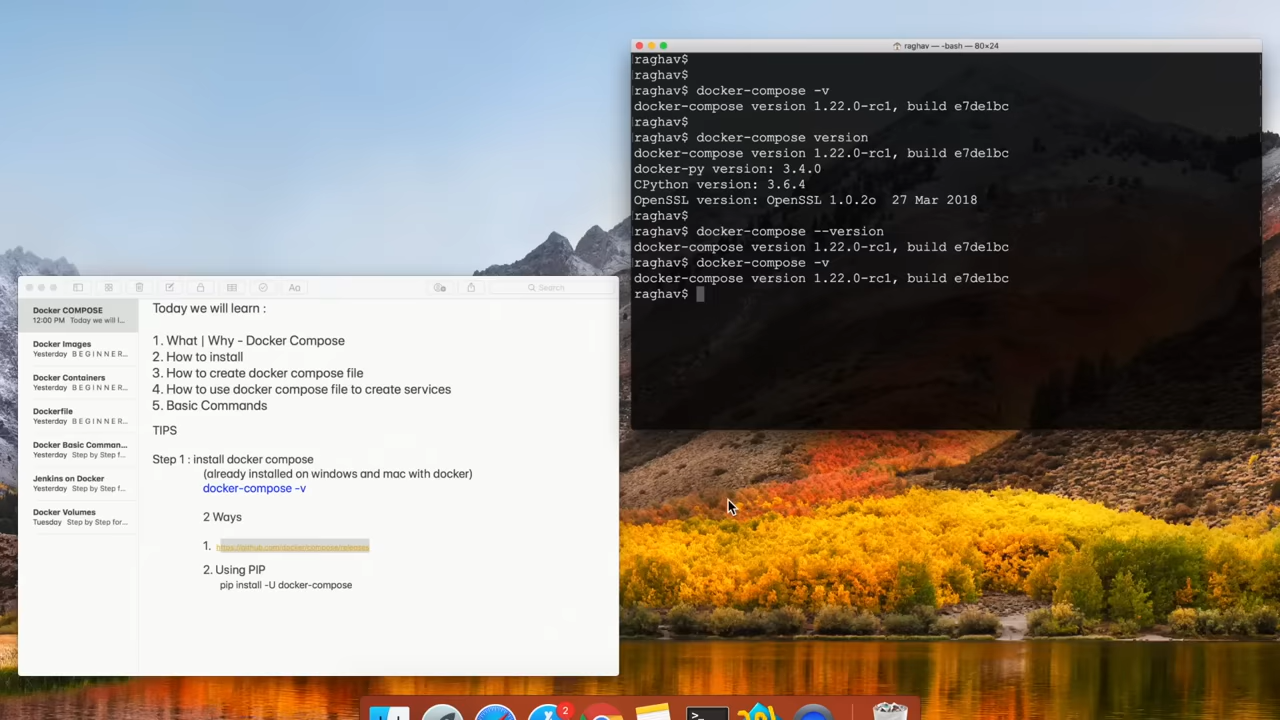 raghav — -bash — 80×24
raghav$
raghav$
raghav$ docker-compose -v
docker-compose version 1.22.0-rc1, build e7de1bc
raghav$
raghav$ docker-compose version
docker-compose version 1.22.0-rc1, build e7de1bc
docker-py version: 3.4.0
CPython version: 3.6.4
OpenSSL version: OpenSSL 1.0.2o  27 Mar 2018
raghav$
raghav$ docker-compose --version
docker-compose version 1.22.0-rc1, build e7de1bc
raghav$ docker-compose -v
docker-compose version 1.22.0-rc1, build e7de1bc
raghav$
Aa
Search
Docker COMPOSE
12:00 PM Today we will l...
Docker Images
Yesterday B E G I N N E R...
Docker Containers
Yesterday B E G I N N E R...
Dockerfile
Yesterday B E G I N N E R...
Docker Basic Comman...
Yesterday Step by Step f...
Jenkins on Docker
Yesterday Step by Step f...
Docker Volumes
Tuesday Step by Step for...
Today we will learn :
1. What | Why - Docker Compose
2. How to install
3. How to create docker compose file
4. How to use docker compose file to create services
5. Basic Commands
TIPS
Step 1 : install docker compose
(already installed on windows and mac with docker)
docker-compose -v
2 Ways
1. https://github.com/docker/compose/releases
2. Using PIP
pip install -U docker-compose
2